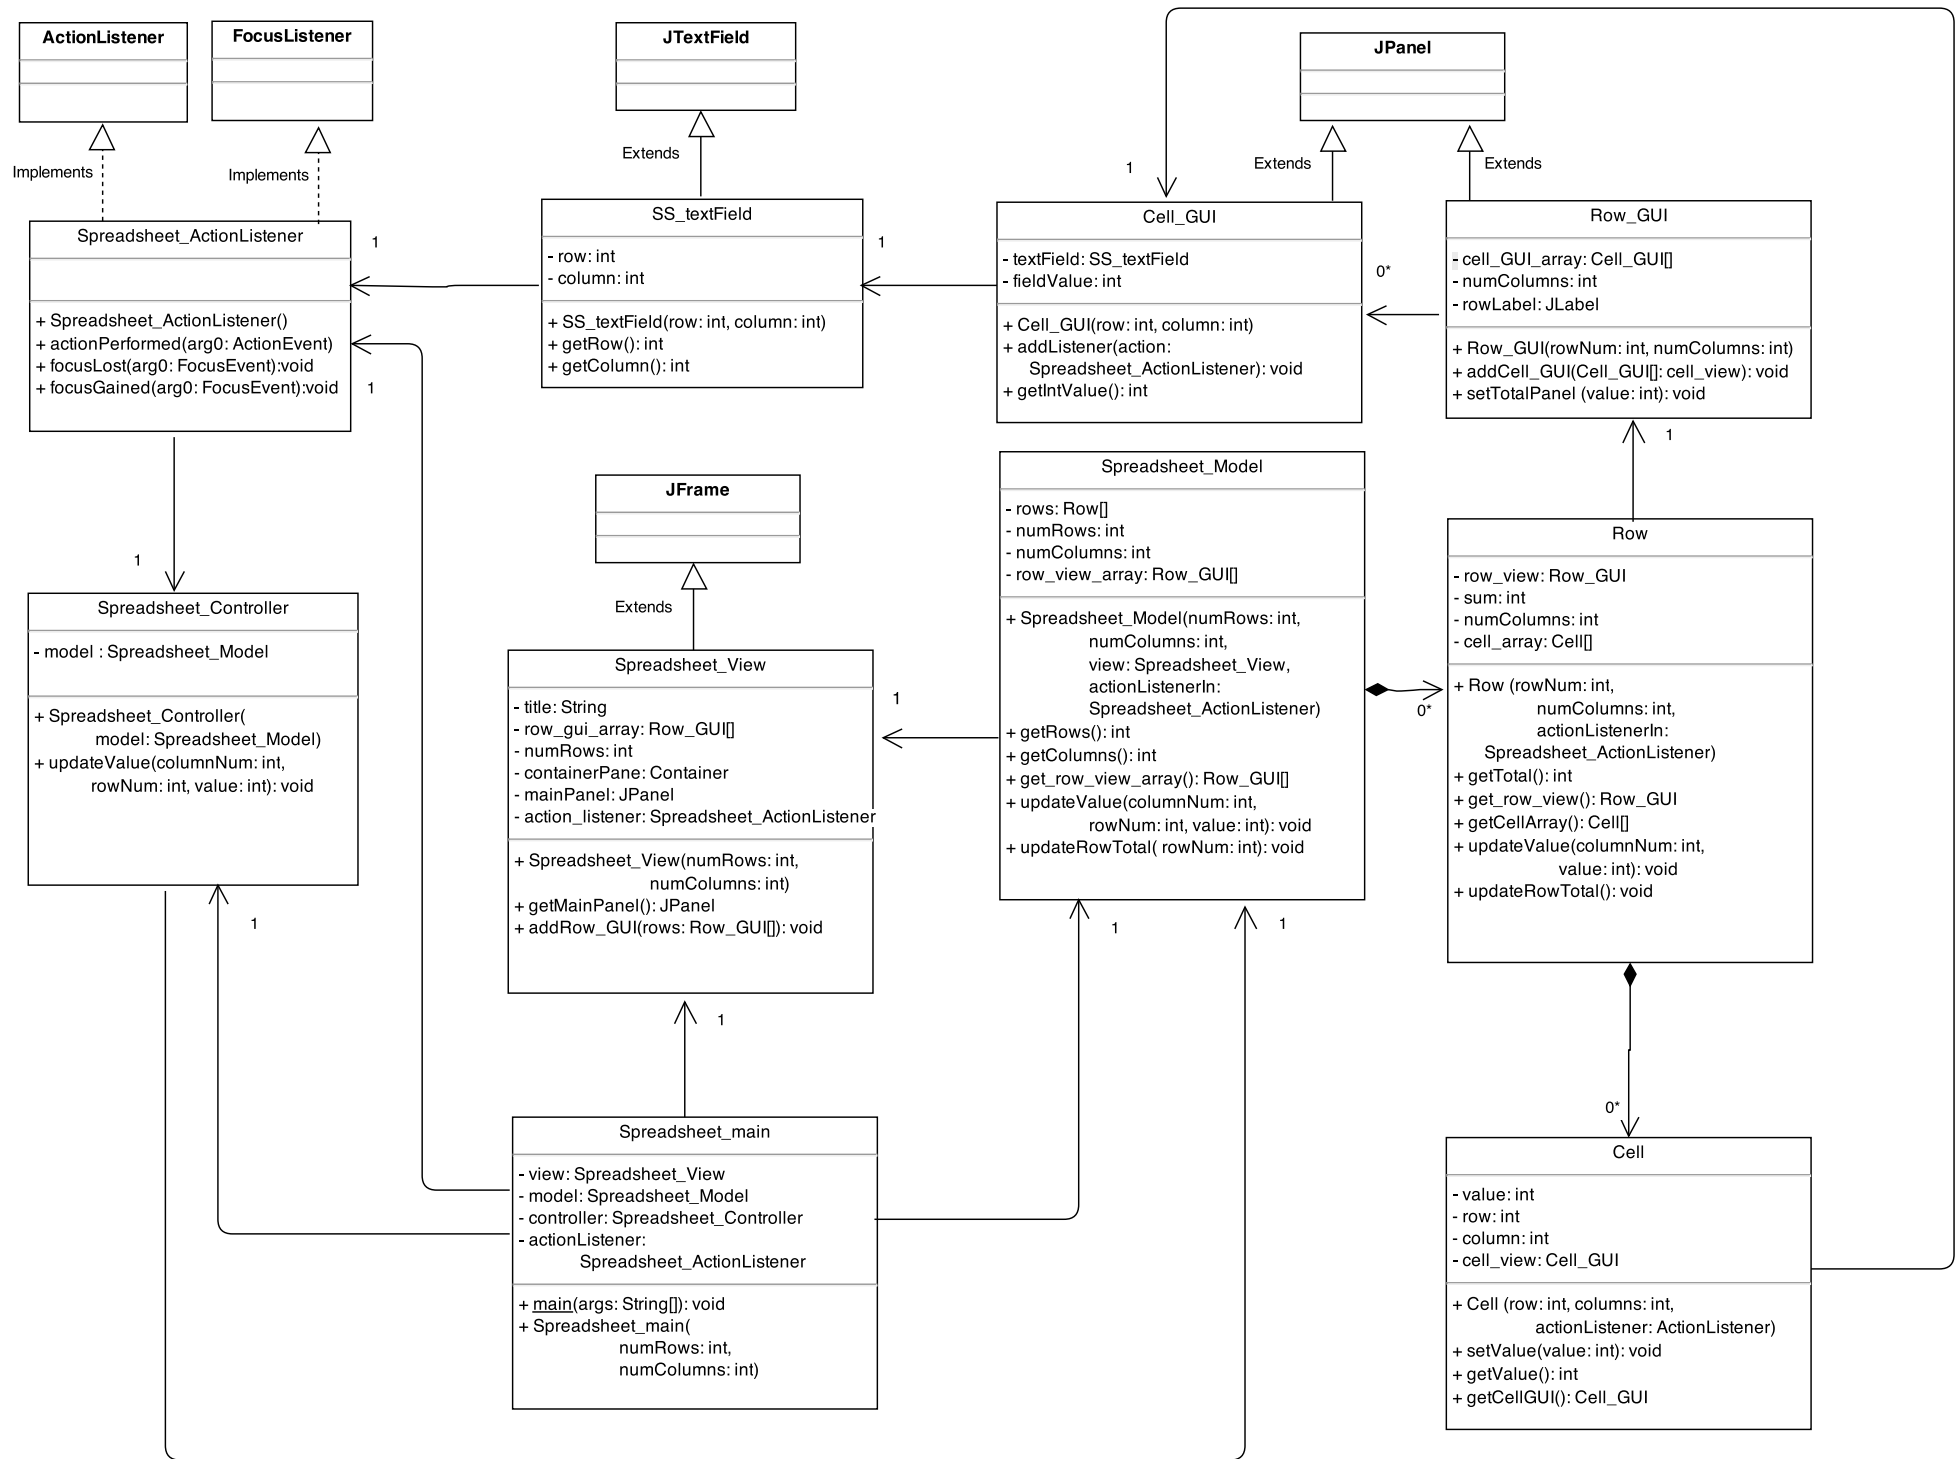 ActionListener
FocusListener
JTextField
JPanel
Implements
Implements
Extends
1
Extends
Extends
Spreadsheet_ActionListener
+ Spreadsheet_ActionListener()
+ actionPerformed(arg0: ActionEvent)
+ focusLost(arg0: FocusEvent):void
+ focusGained(arg0: FocusEvent):void
1
1
SS_textField
- row: int
- column: int
+ SS_textField(row: int, column: int)
+ getRow(): int
+ getColumn(): int
1
Cell_GUI
- textField: SS_textField
- fieldValue: int
+ Cell_GUI(row: int, column: int)
+ addListener(action:
Spreadsheet_ActionListener): void
+ getIntValue(): int
0*
Row_GUI
- cell_GUI_array: Cell_GUI[]
- numColumns: int
- rowLabel: JLabel
+ Row_GUI(rowNum: int, numColumns: int)
+ addCell_GUI(Cell_GUI[]: cell_view): void
+ setTotalPanel (value: int): void
1
1
Spreadsheet_Controller
- model : Spreadsheet_Model
+ Spreadsheet_Controller(
model: Spreadsheet_Model)
+ updateValue(columnNum: int,
rowNum: int, value: int): void
1
JFrame
Extends
Spreadsheet_View
- title: String
- row_gui_array: Row_GUI[]
- numRows: int
- containerPane: Container
- mainPanel: JPanel
- action_listener: Spreadsheet_ActionListener
+ Spreadsheet_View(numRows: int,
numColumns: int)
+ getMainPanel(): JPanel
+ addRow_GUI(rows: Row_GUI[]): void
1
1
Spreadsheet_Model
- rows: Row[]
- numRows: int
- numColumns: int
- row_view_array: Row_GUI[]
+ Spreadsheet_Model(numRows: int,
numColumns: int,
view: Spreadsheet_View,
actionListenerIn:
Spreadsheet_ActionListener)
+ getRows(): int
+ getColumns(): int
+ get_row_view_array(): Row_GUI[]
+ updateValue(columnNum: int,
rowNum: int, value: int): void
+ updateRowTotal( rowNum: int): void
1
1
0*
Row
- row_view: Row_GUI
- sum: int
- numColumns: int
- cell_array: Cell[]
+ Row (rowNum: int,
numColumns: int,
actionListenerIn:
Spreadsheet_ActionListener)
+ getTotal(): int
+ get_row_view(): Row_GUI
+ getCellArray(): Cell[]
+ updateValue(columnNum: int,
value: int): void
+ updateRowTotal(): void
0*
Spreadsheet_main
- view: Spreadsheet_View
- model: Spreadsheet_Model
- controller: Spreadsheet_Controller
- actionListener:
Spreadsheet_ActionListener
+ main(args: String[]): void
+ Spreadsheet_main(
numRows: int,
numColumns: int)
Cell
- value: int
- row: int
- column: int
- cell_view: Cell_GUI
+ Cell (row: int, columns: int,
actionListener: ActionListener)
+ setValue(value: int): void
+ getValue(): int
+ getCellGUI(): Cell_GUI